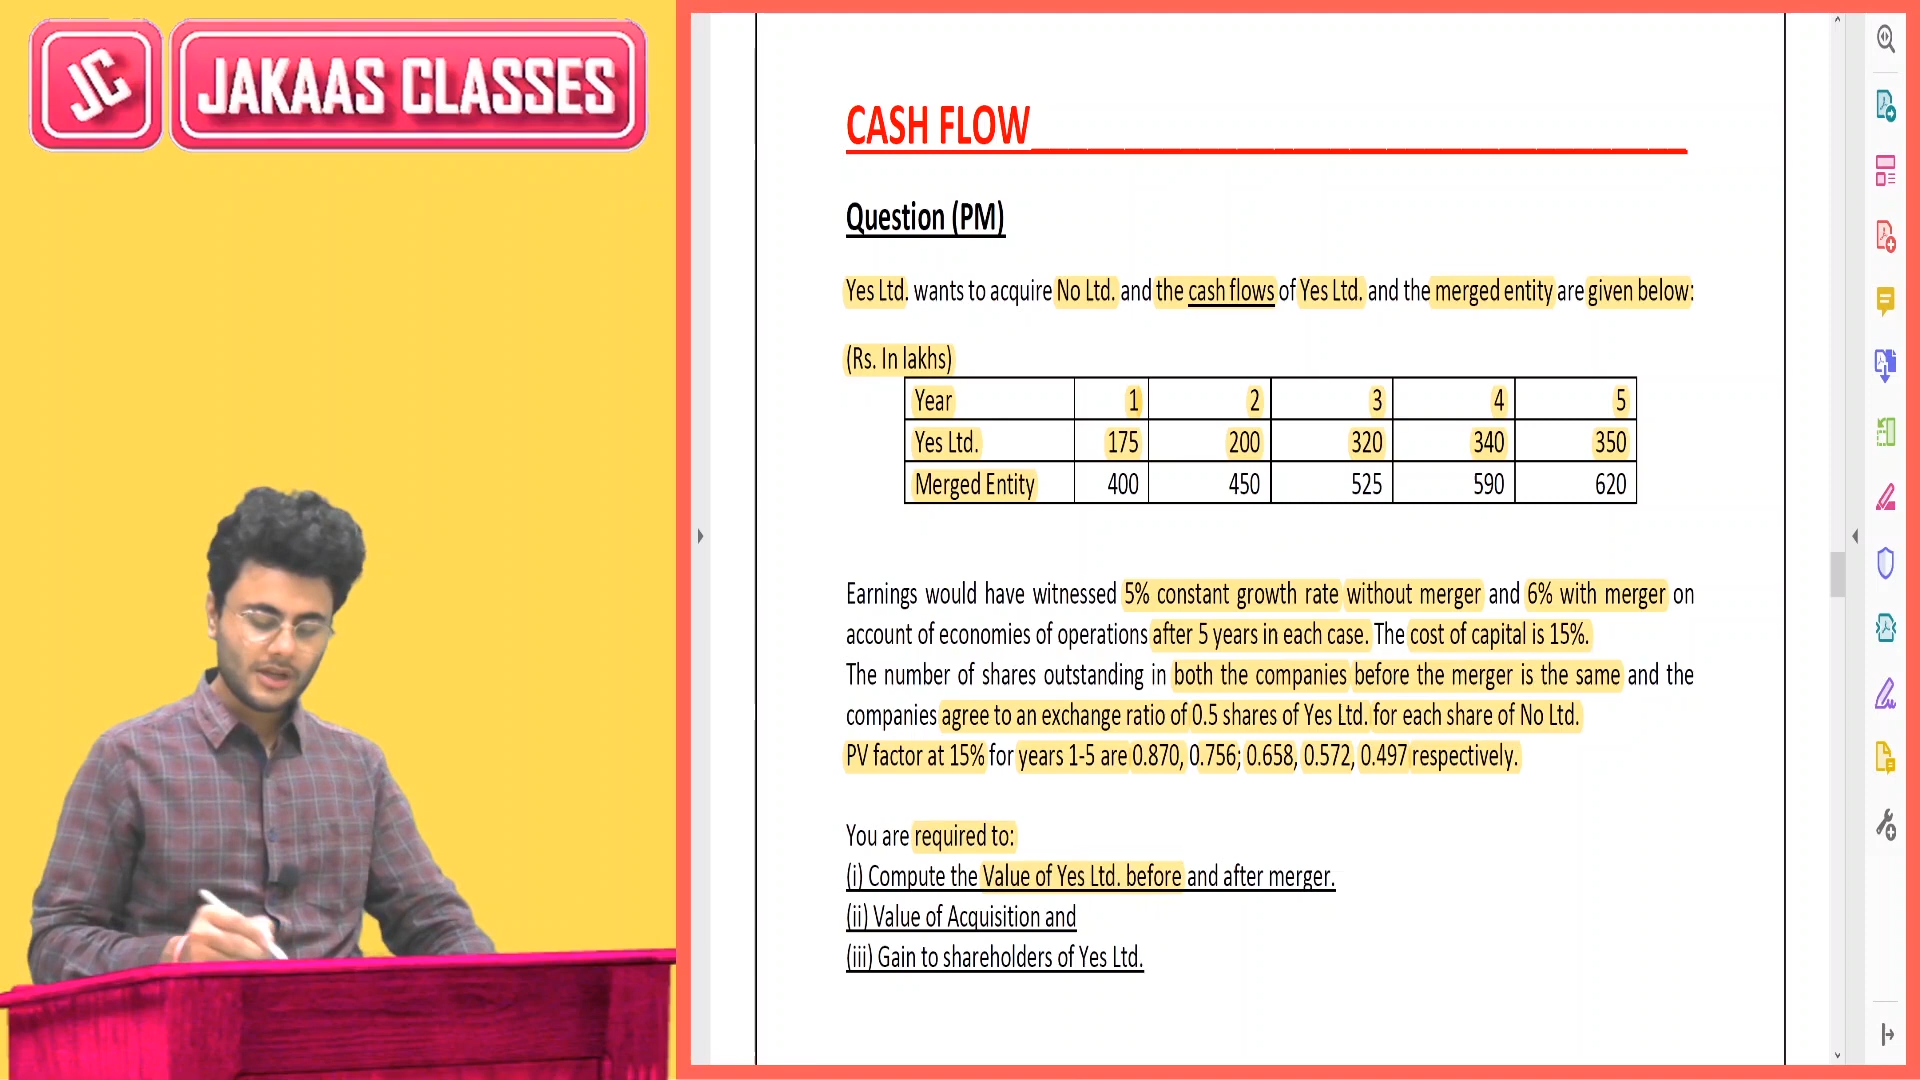 JC JAKAAS CLASSES
CASH FLOW
Question (PM)
Yes Ltd. wants to acquire No Ltd. and the cash flows of Yes Ltd. and the merged entity are given below:
(Rs. In lakhs)
Year 1 2 3 4 5
Yes Ltd. 175 200 320 340 350
Merged Entity 400 450 525 590 620
Earnings would have witnessed 5% constant growth rate without merger and 6% with merger on
account of economies of operations after 5 years in each case. The cost of capital is 15%.
The number of shares outstanding in both the companies before the merger is the same and the
companies agree to an exchange ratio of 0.5 shares of Yes Ltd. for each share of No Ltd.
PV factor at 15% for years 1-5 are 0.870, 0.756; 0.658, 0.572, 0.497 respectively.
You are required to:
(i) Compute the Value of Yes Ltd. before and after merger.
(ii) Value of Acquisition and
(iii) Gain to shareholders of Yes Ltd.